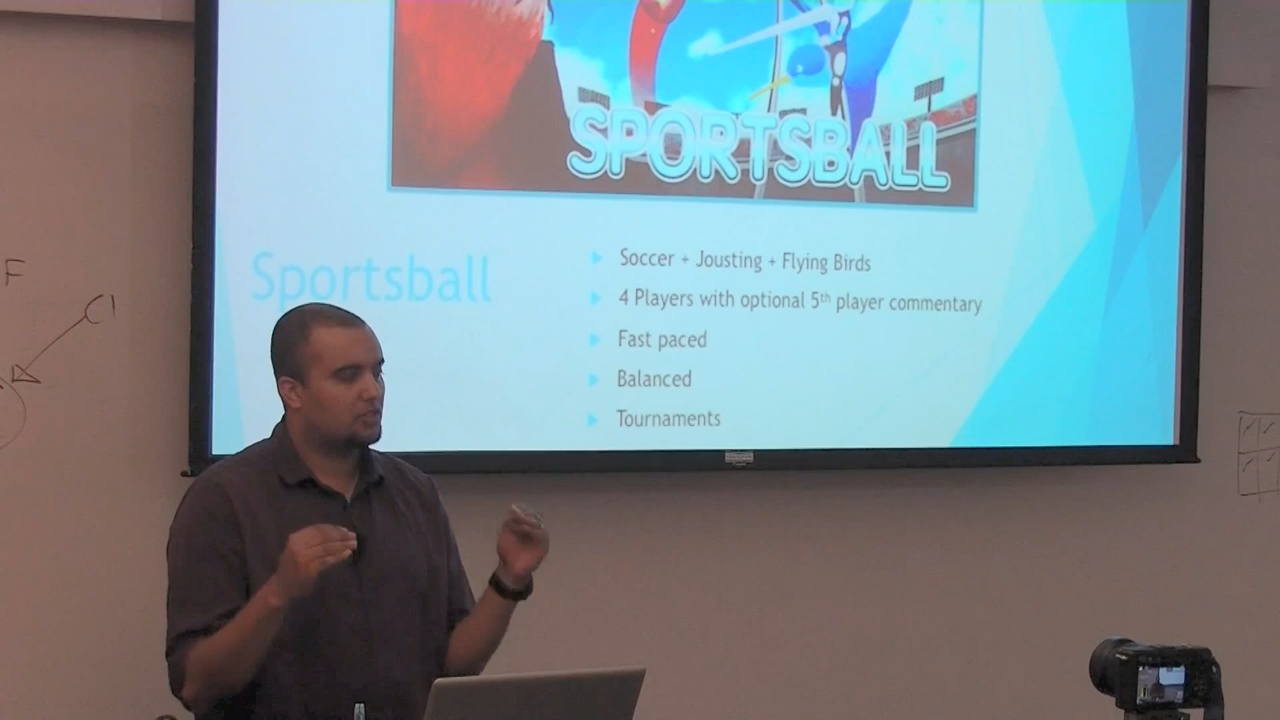 SPORTSBALL
Sportsball
Soccer + Jousting + Flying Birds
4 Players with optional 5th player commentary
Fast paced
Balanced
Tournaments
F
C1